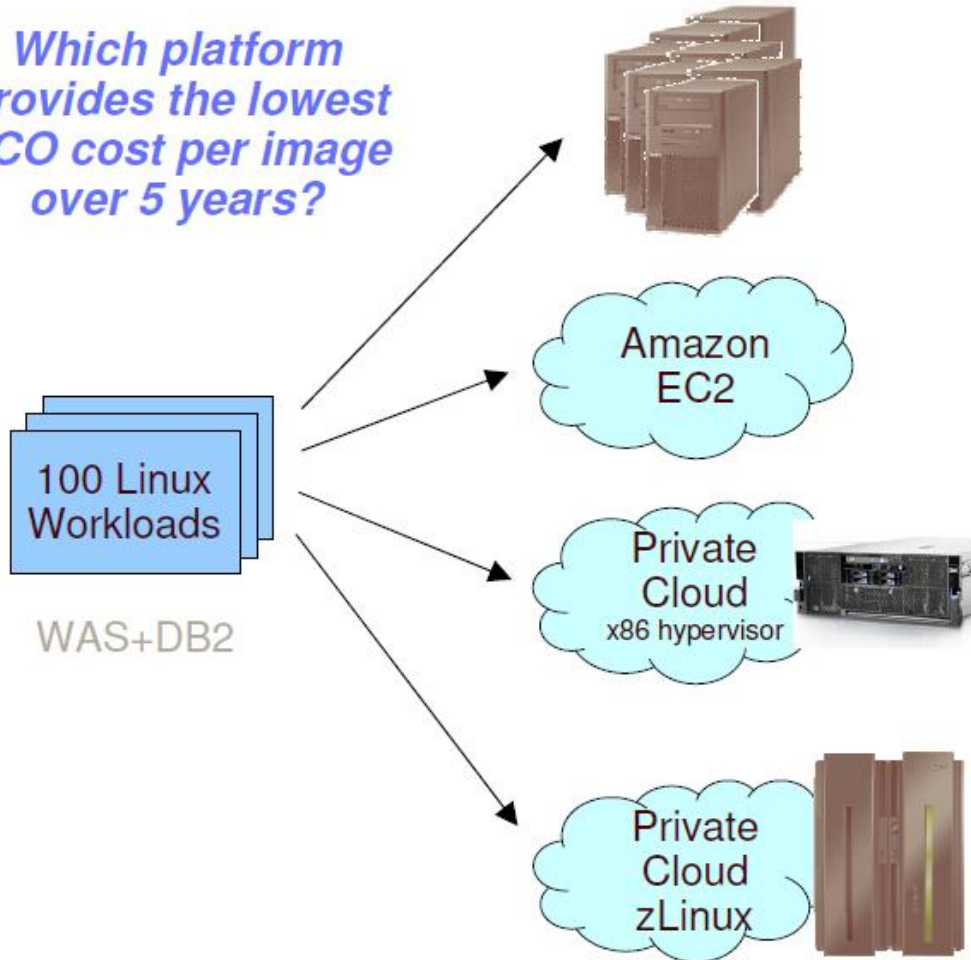 Which platform
rovides the lowest
CO cost per image
over 5 years?
Amazon
EC2
100 Linux
Workloads
WAS+DB2
Private
Cloud
x86 hypervisor
Private
Cloud
zLinux